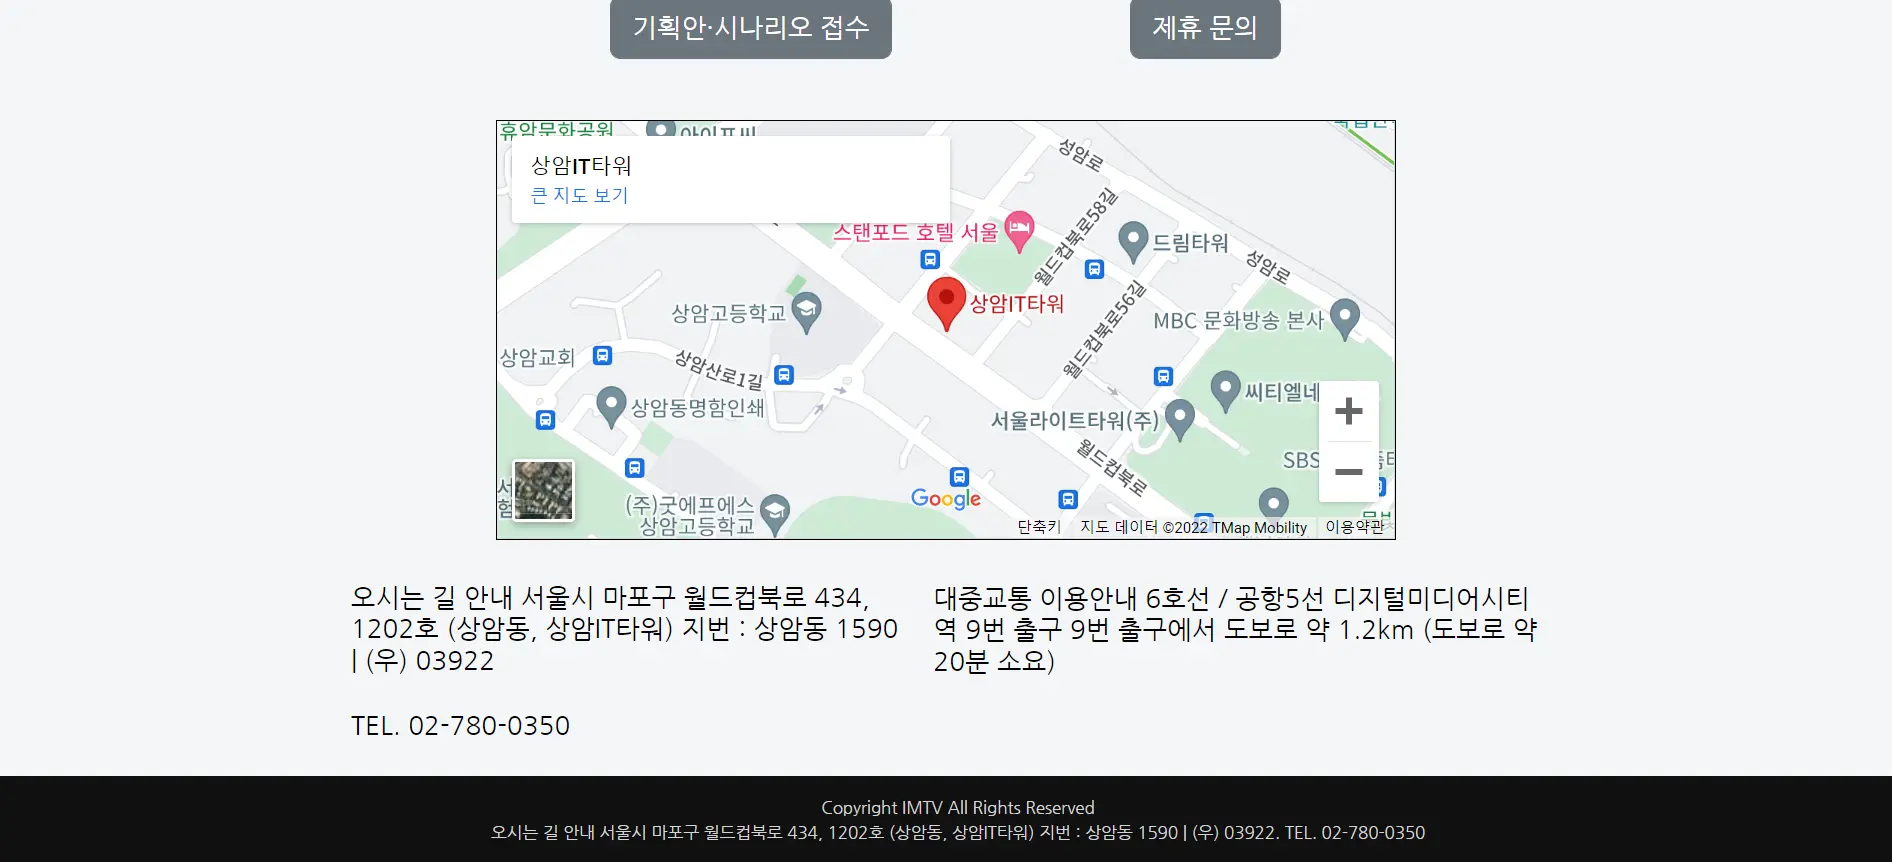 기획안·시나리오 접수
제휴 문의
휴암문화공원
아이프씨
상암IT타워
큰 지도 보기
성암로
스탠포드 호텔 서울
월드컵북로58길
드림타워
성암로
상암IT타워
상암고등학교
MBC 문화방송 본사
월드컵북로56길
상암교회
상암산로1길
씨티엘네
상암동명함인쇄
서울라이트타워(주)
월드컵북로
SBS
(주)굿에프에스
상암고등학교
Google
단축키
지도 데이터 ©2022 TMap Mobility
이용약관
오시는 길 안내 서울시 마포구 월드컵북로 434,
1202호 (상암동, 상암IT타워) 지번 : 상암동 1590
| (우) 03922
TEL. 02-780-0350
대중교통 이용안내 6호선 / 공항5선 디지털미디어시티
역 9번 출구 9번 출구에서 도보로 약 1.2km (도보로 약
20분 소요)
Copyright IMTV All Rights Reserved
오시는 길 안내 서울시 마포구 월드컵북로 434, 1202호 (상암동, 상암IT타워) 지번 : 상암동 1590 | (우) 03922. TEL. 02-780-0350